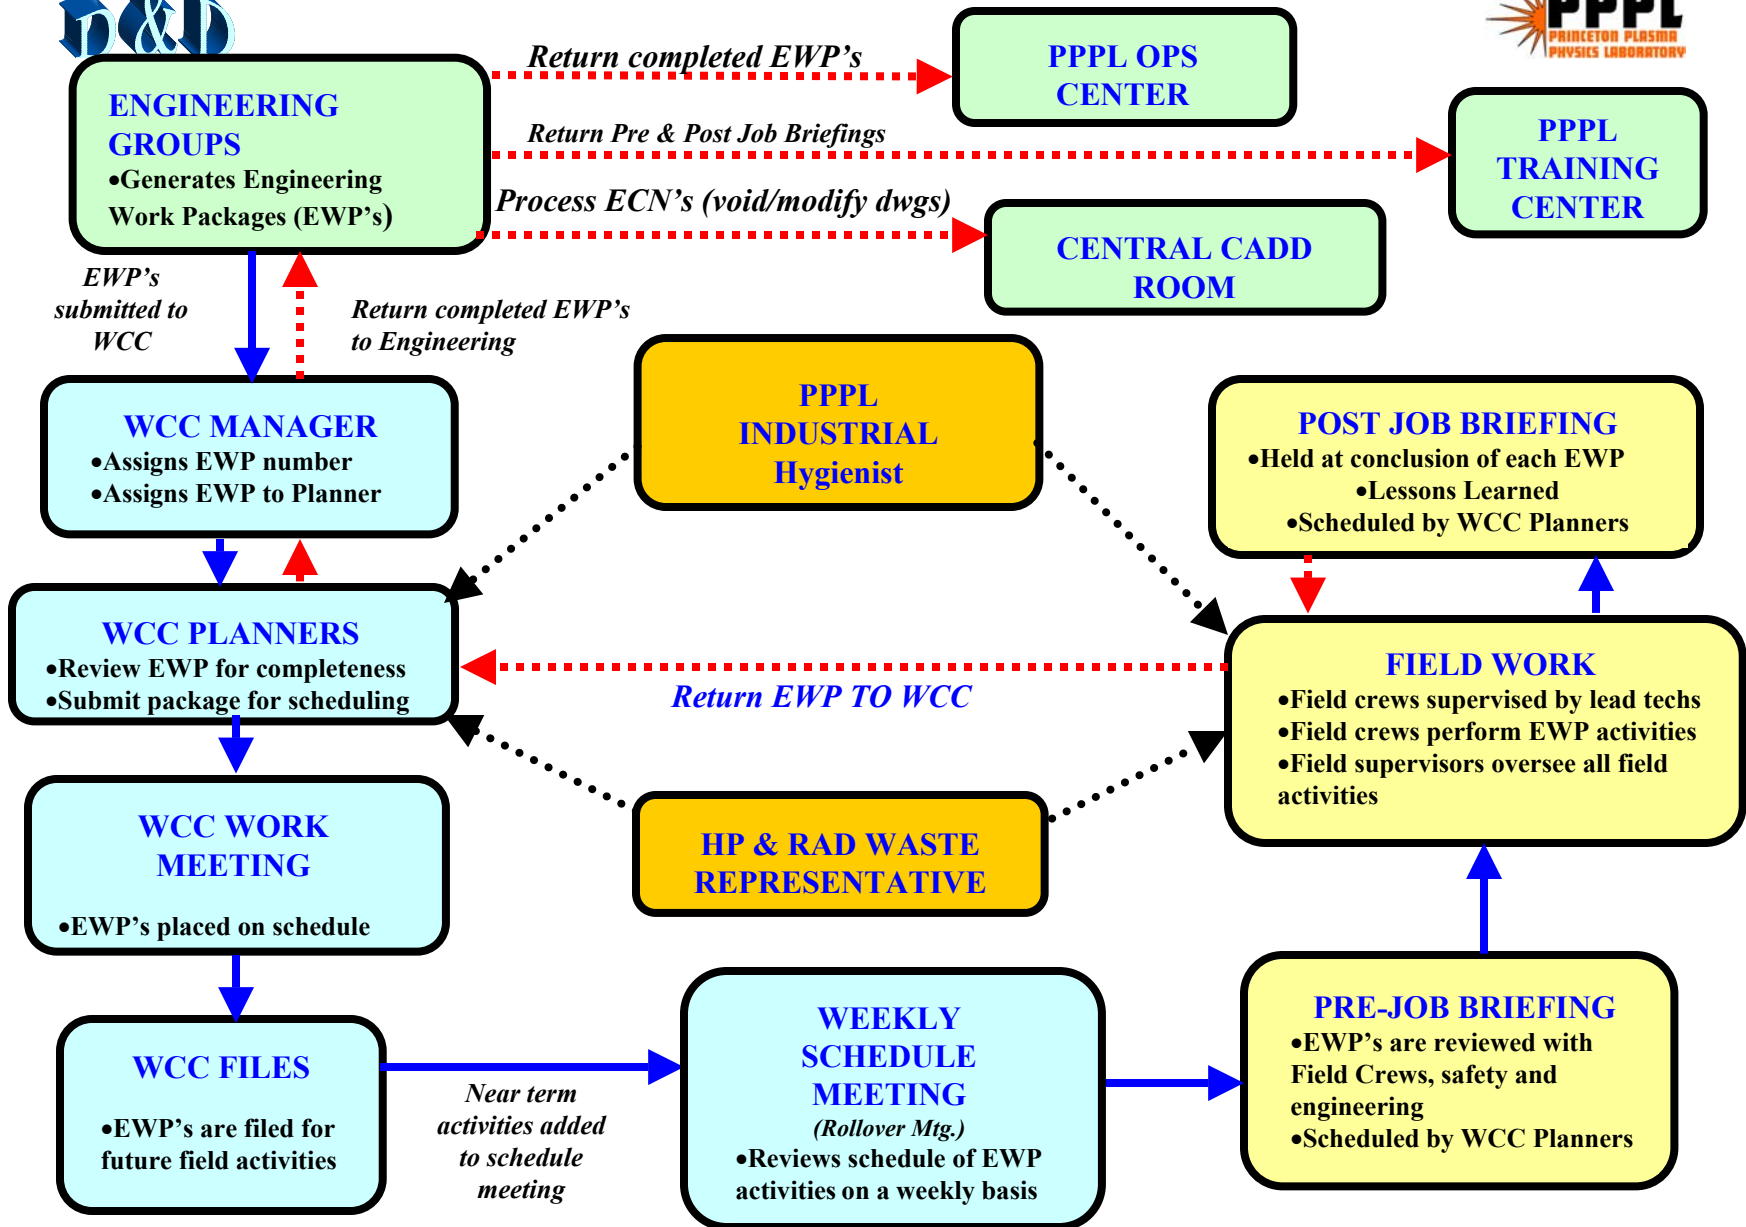 D&D
PPPL
PRINCETON PLASMA
PHYSICS LABORATORY
ENGINEERING
GROUPS
•Generates Engineering
Work Packages (EWP’s)
Return completed EWP’s
PPPL OPS
CENTER
Return Pre & Post Job Briefings
PPPL
TRAINING
CENTER
Process ECN’s (void/modify dwgs)
CENTRAL CADD
ROOM
EWP’s
submitted to
WCC
Return completed EWP’s
to Engineering
WCC MANAGER
•Assigns EWP number
•Assigns EWP to Planner
PPPL
INDUSTRIAL
Hygienist
POST JOB BRIEFING
•Held at conclusion of each EWP
•Lessons Learned
•Scheduled by WCC Planners
WCC PLANNERS
•Review EWP for completeness
•Submit package for scheduling
Return EWP TO WCC
FIELD WORK
•Field crews supervised by lead techs
•Field crews perform EWP activities
•Field supervisors oversee all field
activities
WCC WORK
MEETING
•EWP’s placed on schedule
HP & RAD WASTE
REPRESENTATIVE
WCC FILES
•EWP’s are filed for
future field activities
Near term
activities added
to schedule
meeting
WEEKLY
SCHEDULE
MEETING
(Rollover Mtg.)
•Reviews schedule of EWP
activities on a weekly basis
PRE-JOB BRIEFING
•EWP’s are reviewed with
Field Crews, safety and
engineering
•Scheduled by WCC Planners